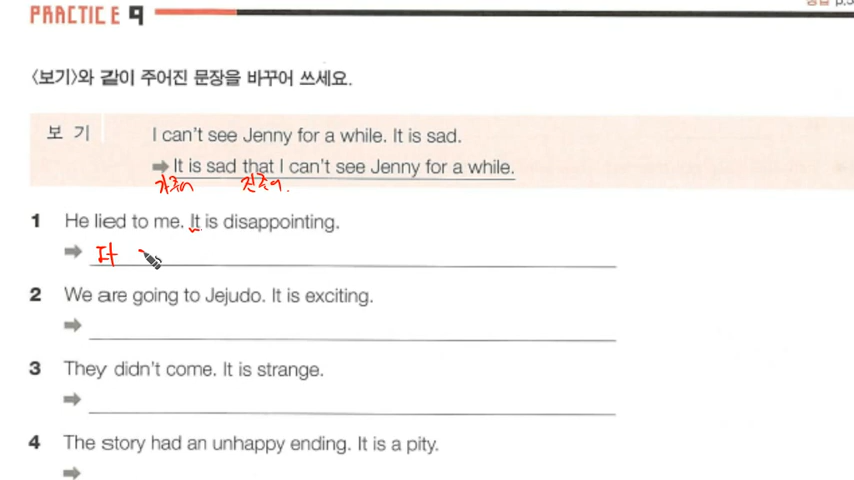 PRACTICE 9
<보기>와 같이 주어진 문장을 바꾸어 쓰세요.
보 기 I can't see Jenny for a while. It is sad.
➡ It is sad that I can't see Jenny for a while.
가주어 진주어.
1 He lied to me. It is disappointing.
➡ It
2 We are going to Jejudo. It is exciting.
➡
3 They didn't come. It is strange.
➡
4 The story had an unhappy ending. It is a pity.
➡